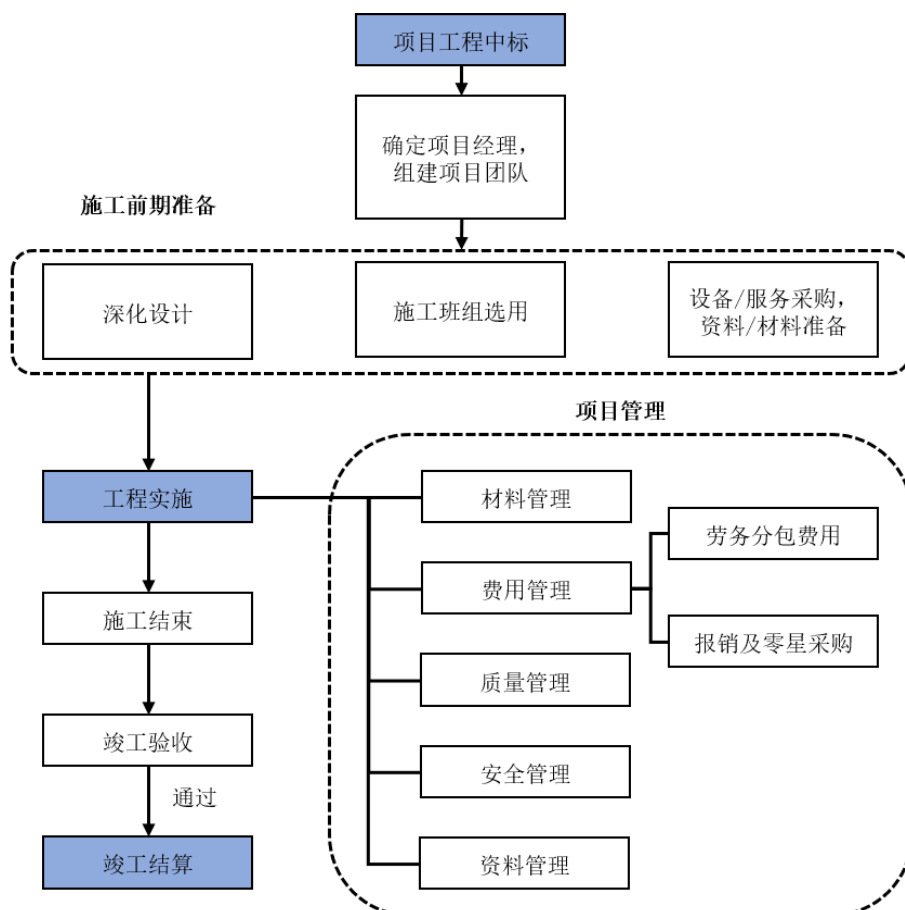 项目工程中标
确定项目经理，
组建项目团队
施工前期准备
深化设计
施工班组选用
设备/服务采购，
资料/材料准备
项目管理
工程实施
材料管理
劳务分包费用
费用管理
施工结束
报销及零星采购
质量管理
竣工验收
安全管理
通过
竣工结算
资料管理